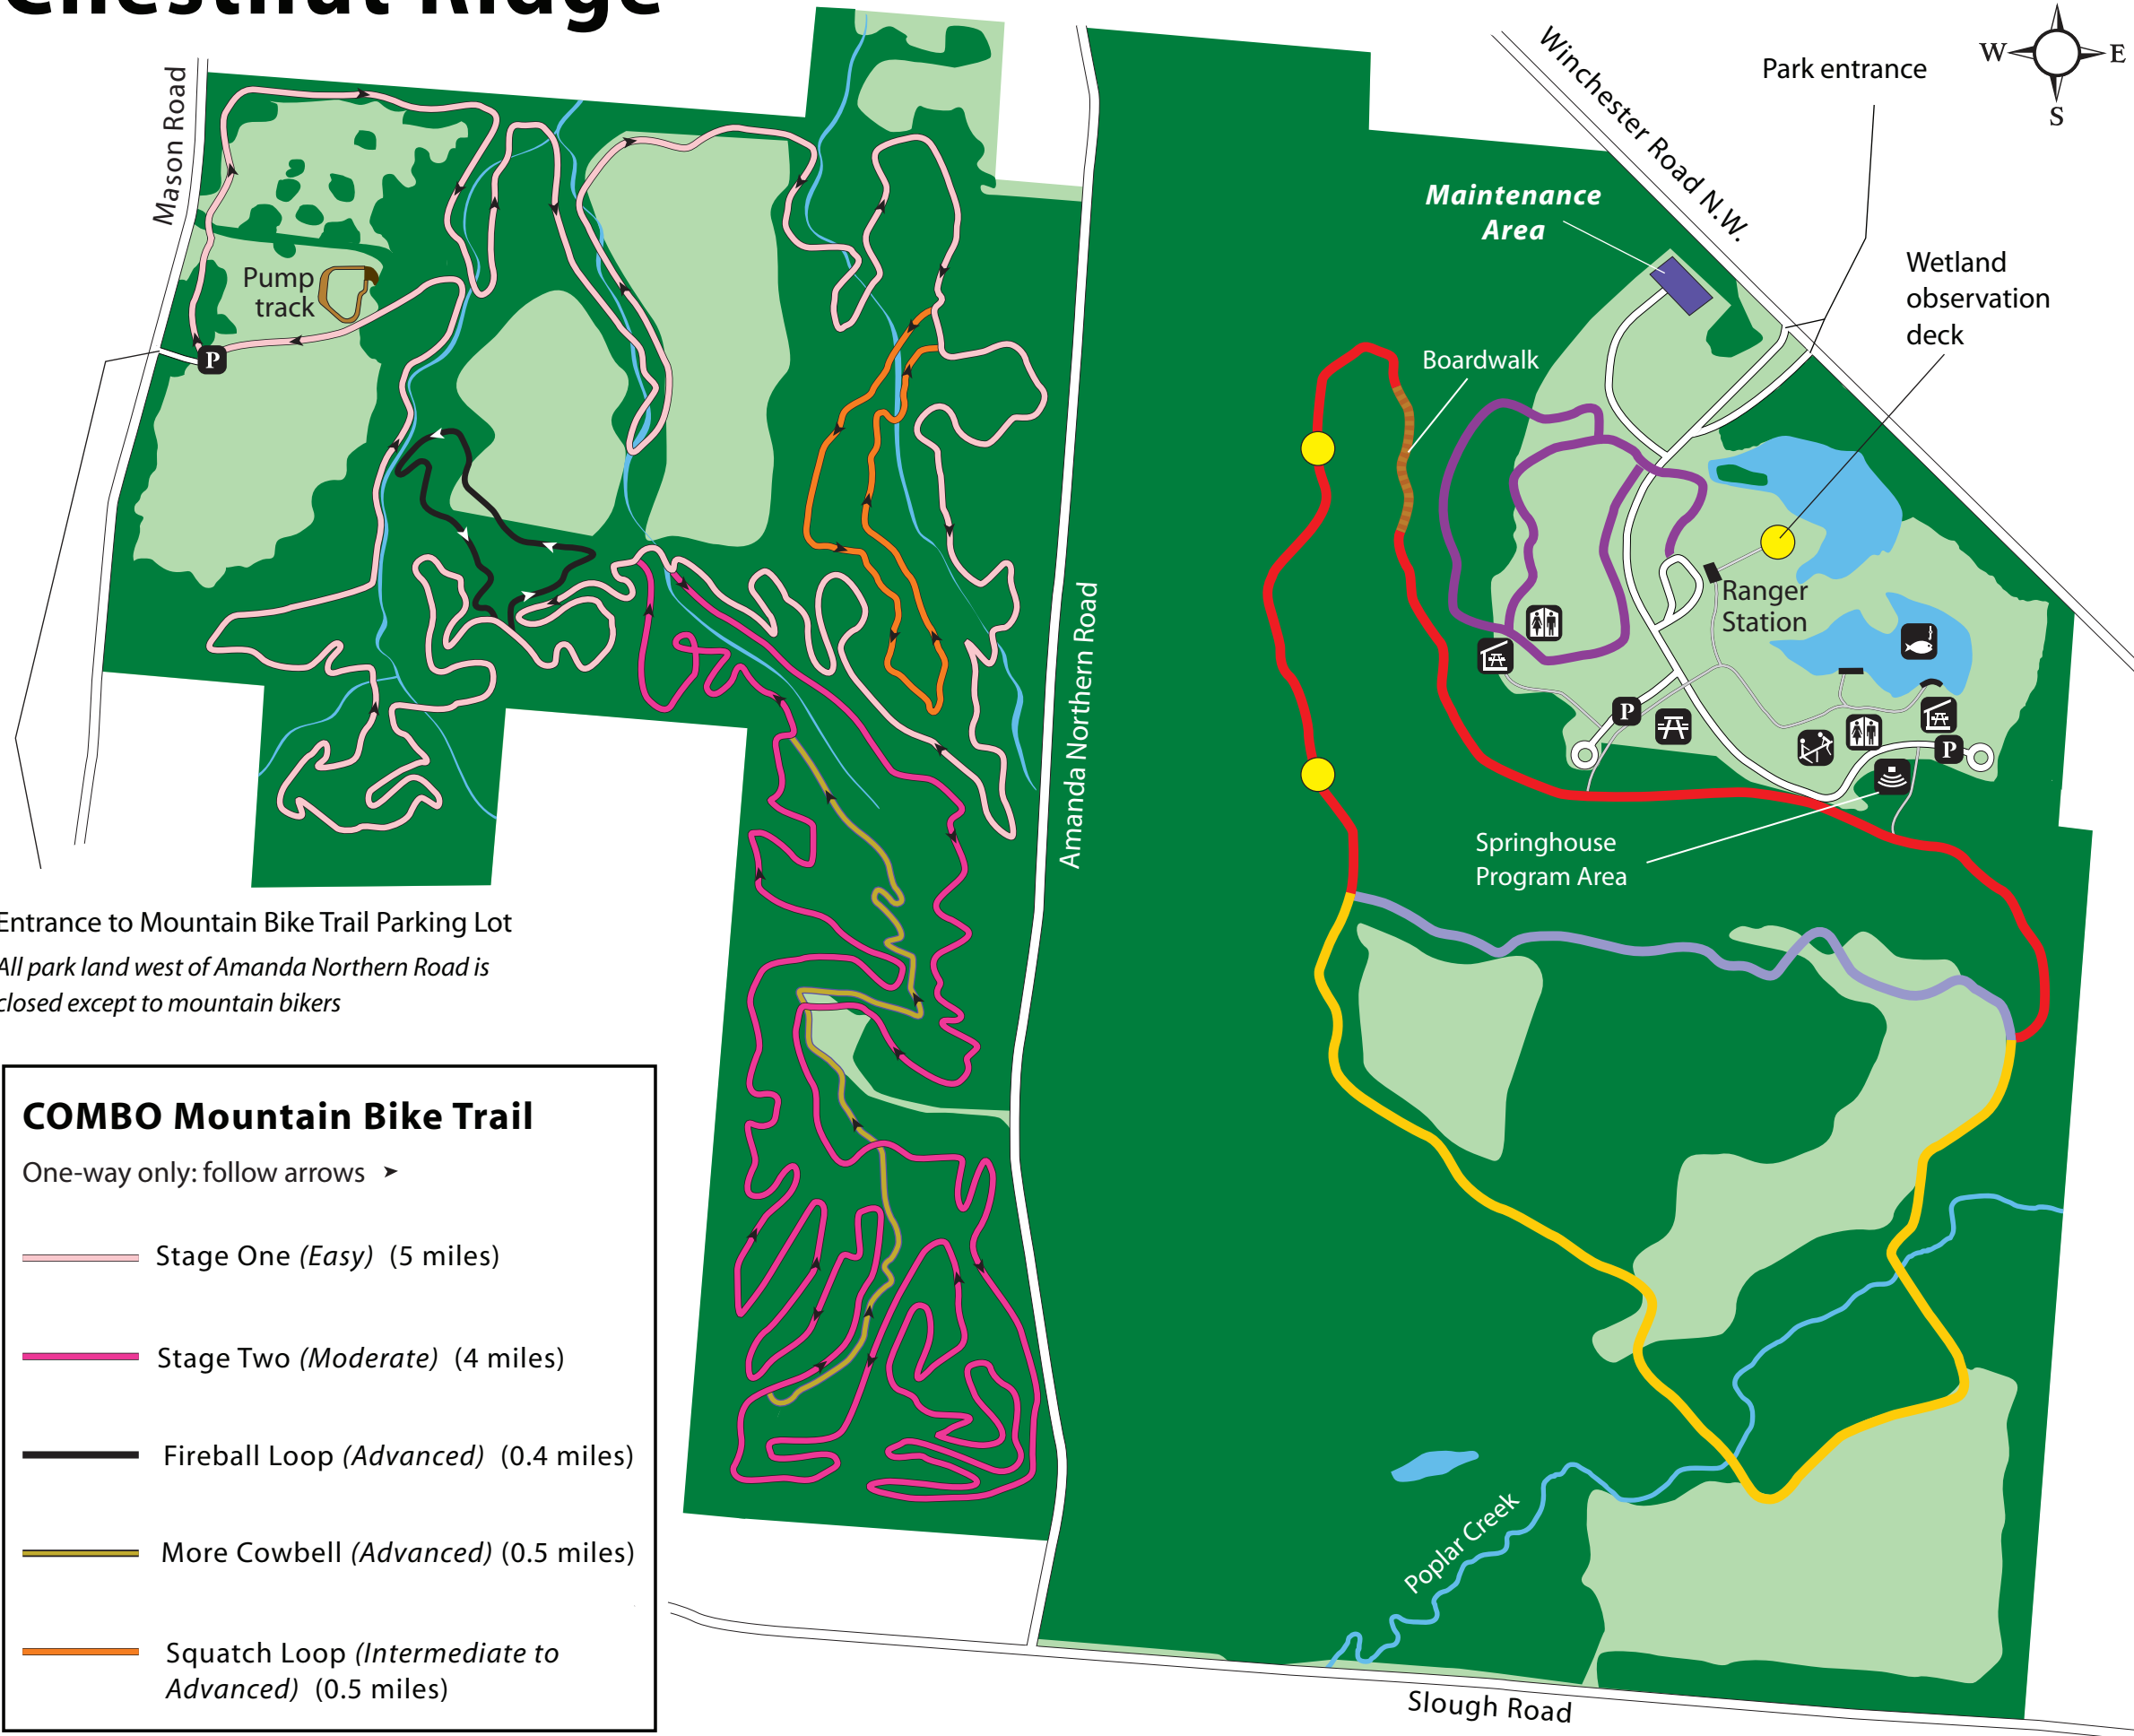 Chestnut Ridge
W
E
S
Mason Road
Pump
track
P
Winchester Road N.W.
Park entrance
Maintenance
Area
Wetland
observation
deck
Boardwalk
Ranger
Station
P
P
Springhouse
Program Area
Amanda Northern Road
Entrance to Mountain Bike Trail Parking Lot
All park land west of Amanda Northern Road is
closed except to mountain bikers
COMBO Mountain Bike Trail
One-way only: follow arrows
Stage One (Easy) (5 miles)
Stage Two (Moderate) (4 miles)
Fireball Loop (Advanced) (0.4 miles)
More Cowbell (Advanced) (0.5 miles)
Squatch Loop (Intermediate to
Advanced) (0.5 miles)
Poplar Creek
Slough Road